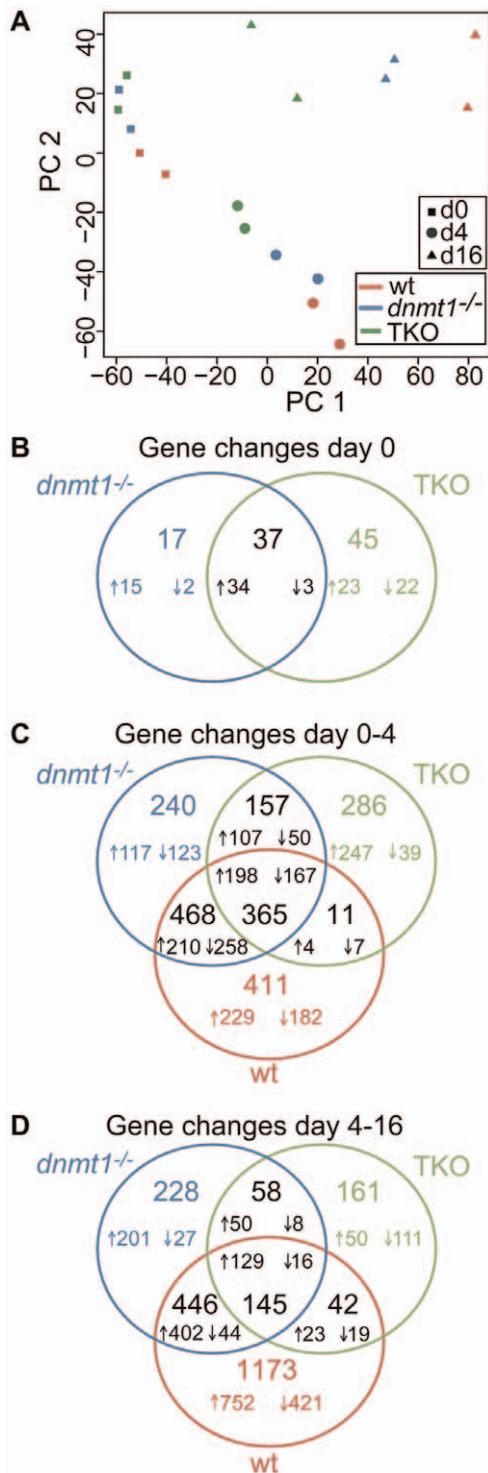 A
40
20
0
−20
−40
−60
PC 2
d0
d4
d16
wt
dnmt1-/-
TKO
−60 −40 −20 0 20 40 60 80
PC 1
B Gene changes day 0
dnmt1-/- TKO
17 37 45
↑15 ↓2 ↑34 ↓3 ↑23 ↓22
C Gene changes day 0-4
dnmt1-/- TKO
240 157 286
↑117 ↓123 ↑107 ↓50 ↑247 ↓39
↑198 ↓167
468 365 11
↑210 ↓258 ↑4 ↓7
411
↑229 ↓182
wt
D Gene changes day 4-16
dnmt1-/- TKO
228 58 161
↑201 ↓27 ↑50 ↓8 ↑50 ↓111
↑129 ↓16
446 145 42
↑402 ↓44 ↑23 ↓19
1173
↑752 ↓421
wt